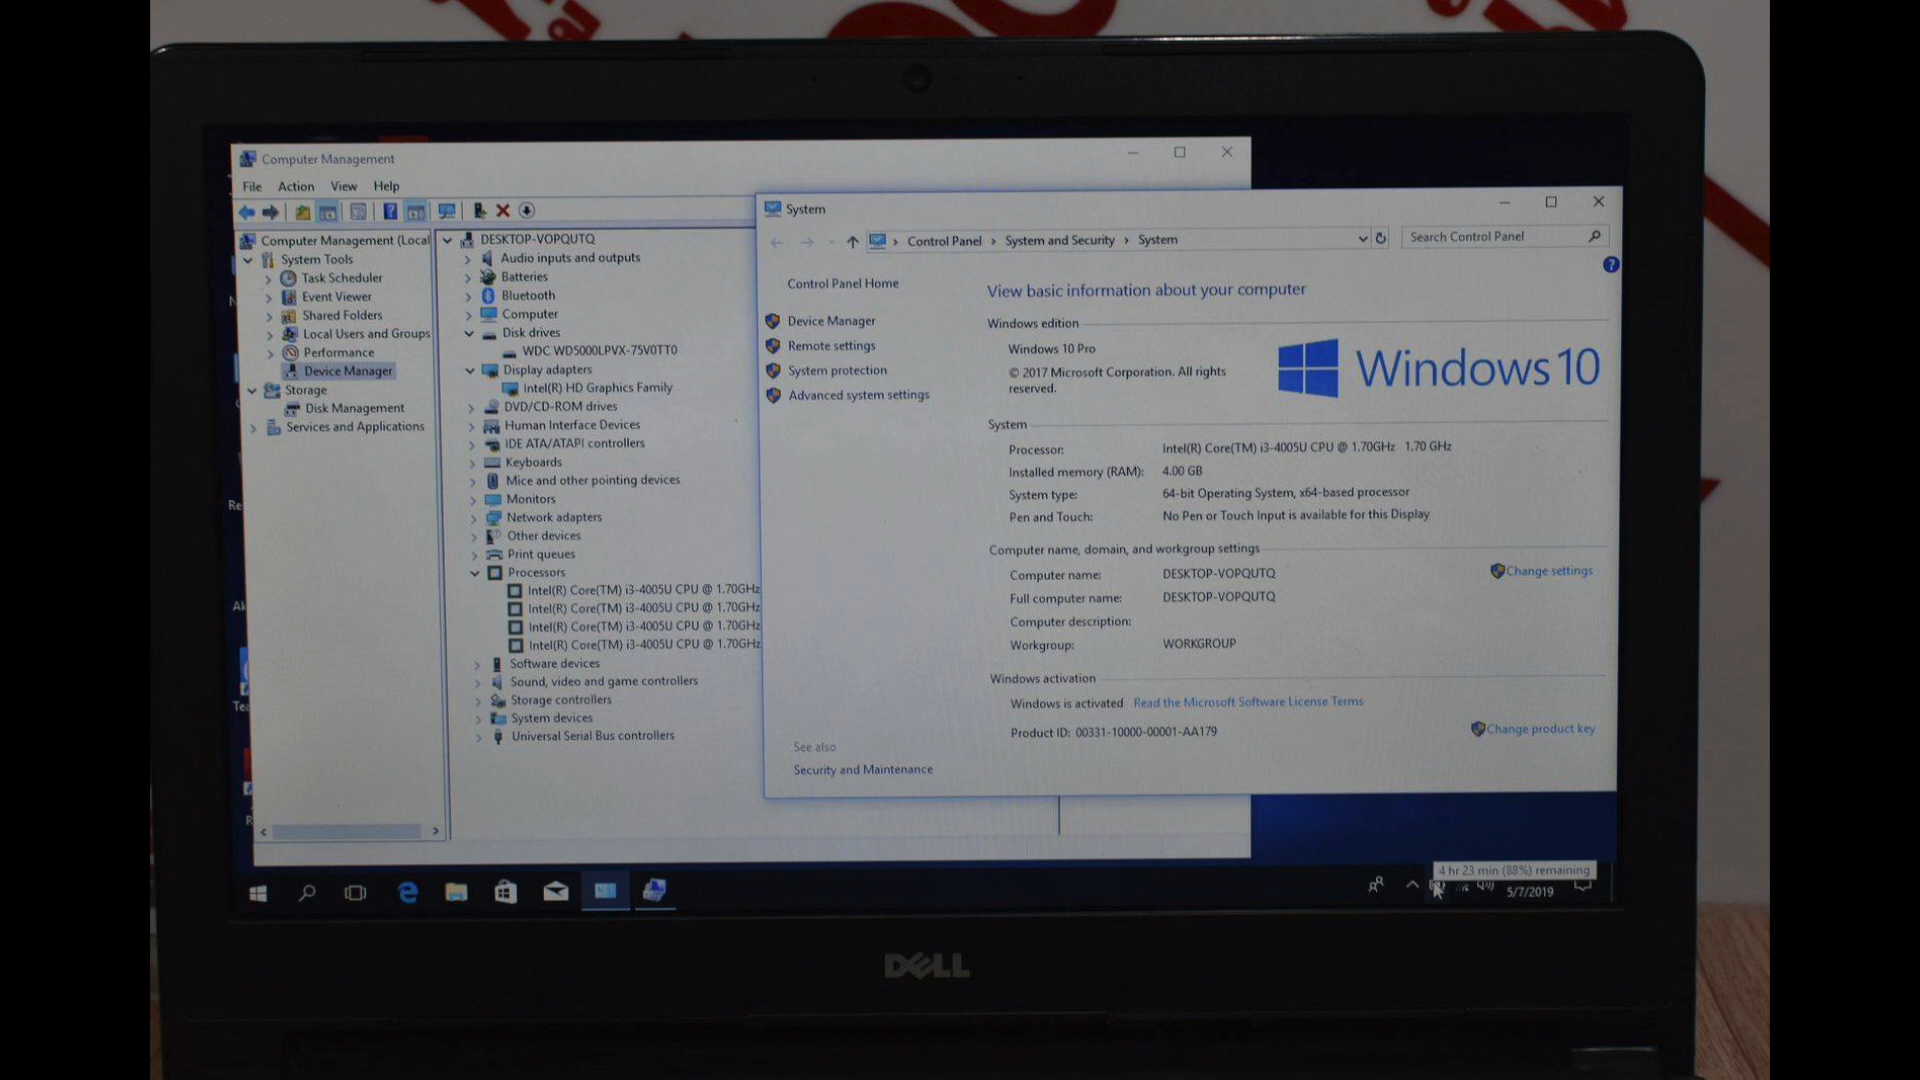 Computer Management
File Action View Help
Computer Management (Local
System Tools
Task Scheduler
Event Viewer
Shared Folders
Local Users and Groups
Performance
Device Manager
Storage
Disk Management
Services and Applications
DESKTOP-VOPQUTQ
Audio inputs and outputs
Batteries
Bluetooth
Computer
Disk drives
WDC WD5000LPVX-75V0TT0
Display adapters
Intel(R) HD Graphics Family
DVD/CD-ROM drives
Human Interface Devices
IDE ATA/ATAPI controllers
Keyboards
Mice and other pointing devices
Monitors
Network adapters
Other devices
Print queues
Processors
Intel(R) Core(TM) i3-4005U CPU @ 1.70GHz
Intel(R) Core(TM) i3-4005U CPU @ 1.70GHz
Intel(R) Core(TM) i3-4005U CPU @ 1.70GHz
Intel(R) Core(TM) i3-4005U CPU @ 1.70GHz
Software devices
Sound, video and game controllers
Storage controllers
System devices
Universal Serial Bus controllers
System
Control Panel › System and Security › System
Search Control Panel
Control Panel Home
Device Manager
Remote settings
System protection
Advanced system settings
See also
Security and Maintenance
View basic information about your computer
Windows edition
Windows 10 Pro
© 2017 Microsoft Corporation. All rights
reserved.
Windows 10
System
Processor: Intel(R) Core(TM) i3-4005U CPU @ 1.70GHz 1.70 GHz
Installed memory (RAM): 4.00 GB
System type: 64-bit Operating System, x64-based processor
Pen and Touch: No Pen or Touch Input is available for this Display
Computer name, domain, and workgroup settings
Computer name: DESKTOP-VOPQUTQ
Change settings
Full computer name: DESKTOP-VOPQUTQ
Computer description:
Workgroup: WORKGROUP
Windows activation
Windows is activated Read the Microsoft Software License Terms
Product ID: 00331-10000-00001-AA179
Change product key
4 hr 23 min (88%) remaining
5/7/2019
DELL